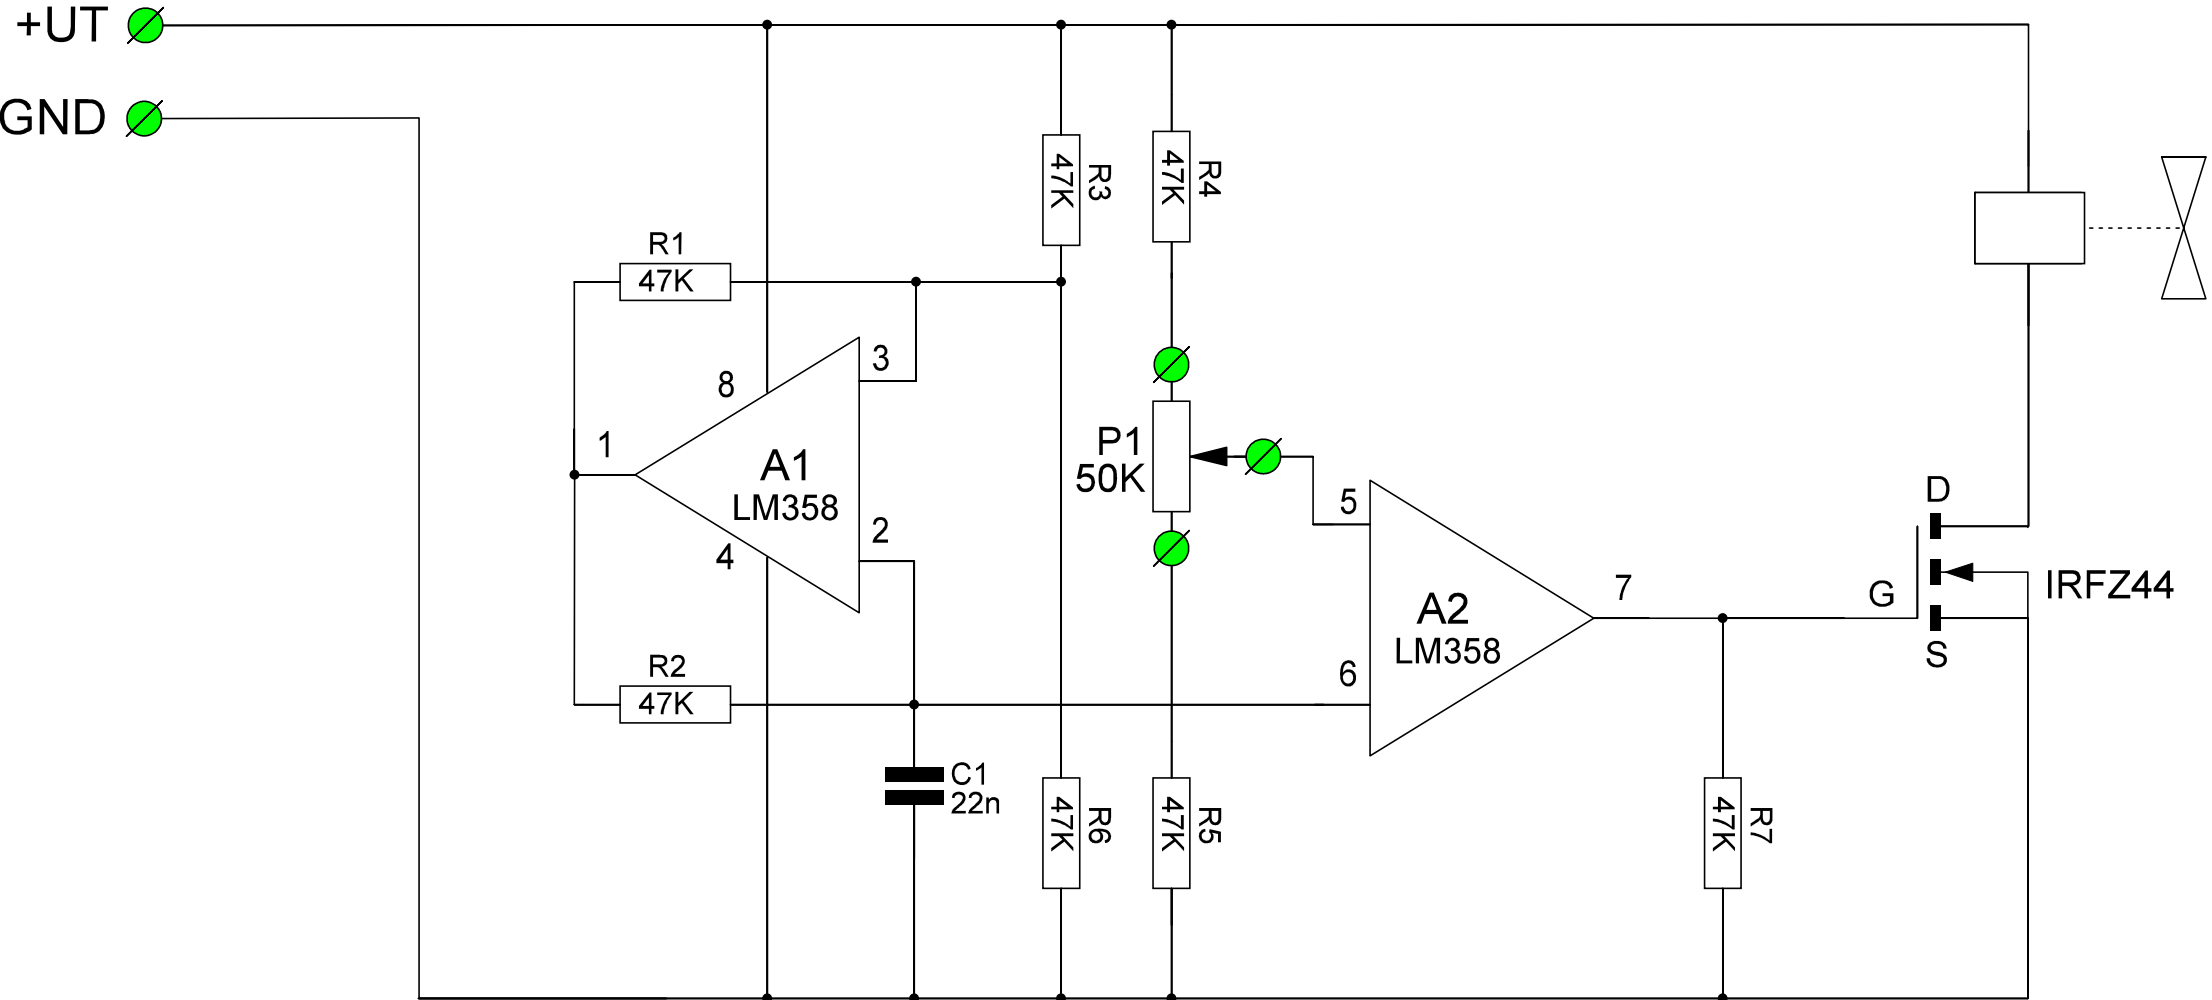 +UT
GND
R1
47K
R3
47K
R4
47K
8
3
1
A1
LM358
2
4
P1
50K
R2
47K
C1
22n
R6
47K
R5
47K
5
6
A2
LM358
7
R7
47K
D
G
S
IRFZ44